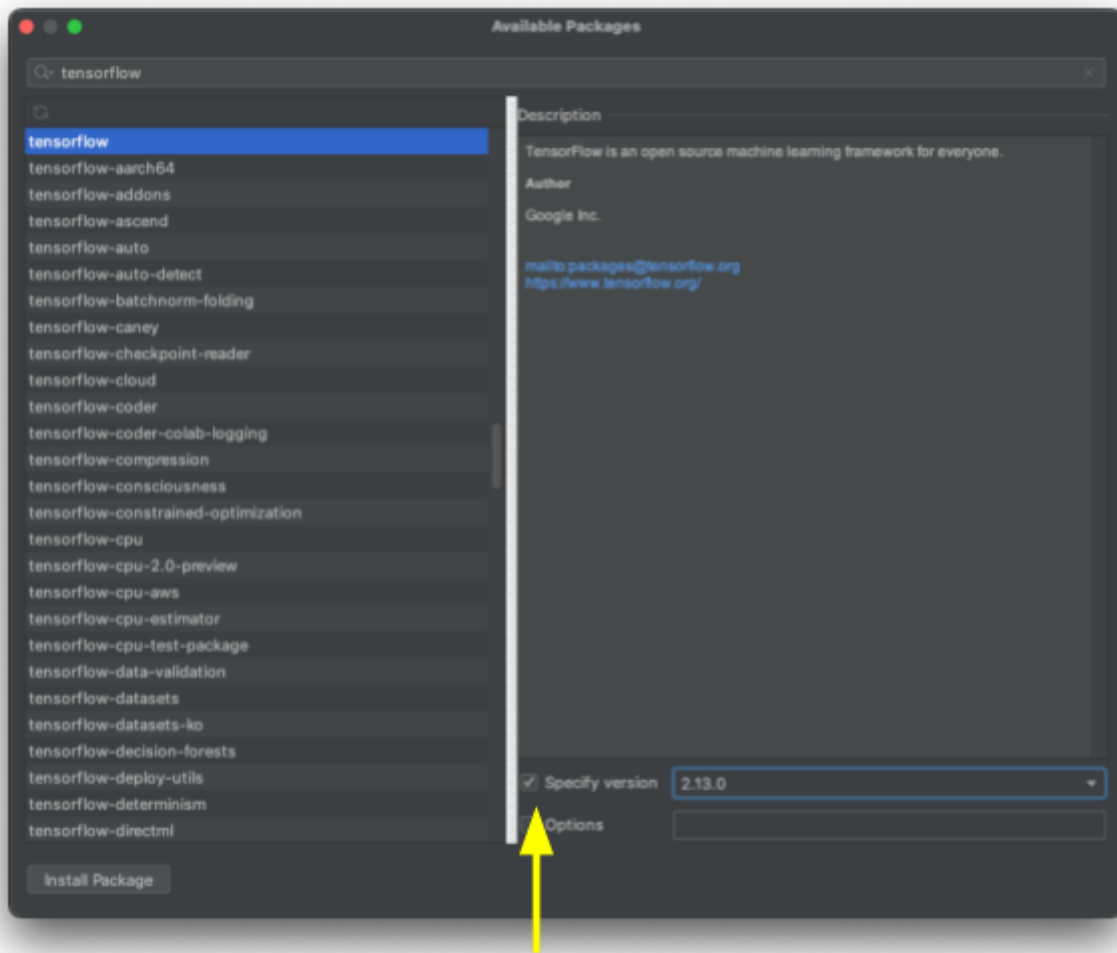 Available Packages
tensorflow
tensorflow
tensorflow-aarch64
tensorflow-addons
tensorflow-ascend
tensorflow-auto
tensorflow-auto-detect
tensorflow-batchnorm-folding
tensorflow-caney
tensorflow-checkpoint-reader
tensorflow-cloud
tensorflow-coder
tensorflow-coder-colab-logging
tensorflow-compression
tensorflow-consciousness
tensorflow-constrained-optimization
tensorflow-cpu
tensorflow-cpu-2.0-preview
tensorflow-cpu-aws
tensorflow-cpu-estimator
tensorflow-cpu-test-package
tensorflow-data-validation
tensorflow-datasets
tensorflow-datasets-ko
tensorflow-decision-forests
tensorflow-deploy-utils
tensorflow-determinism
tensorflow-directml
Description
TensorFlow is an open source machine learning framework for everyone.
Author
Google Inc.
mailto:packages@tensorflow.org
https://www.tensorflow.org/
Specify version 2.13.0
Options
Install Package